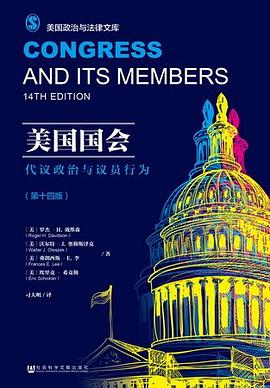 美国政治与法律文库
CONGRESS
AND ITS MEMBERS
14TH EDITION
美国国会
代议政治与议员行为
（第十四版）
［美］罗杰·H. 戴维森
(Roger H. Davidson)
［美］沃尔特·J. 奥勒斯泽克
(Walter J. Oleszek)
［美］弗朗西斯·E. 李
(Frances E. Lee)
［美］埃里克·希克勒
(Eric Schickler)
／著
刁大明／译
社会科学文献出版社